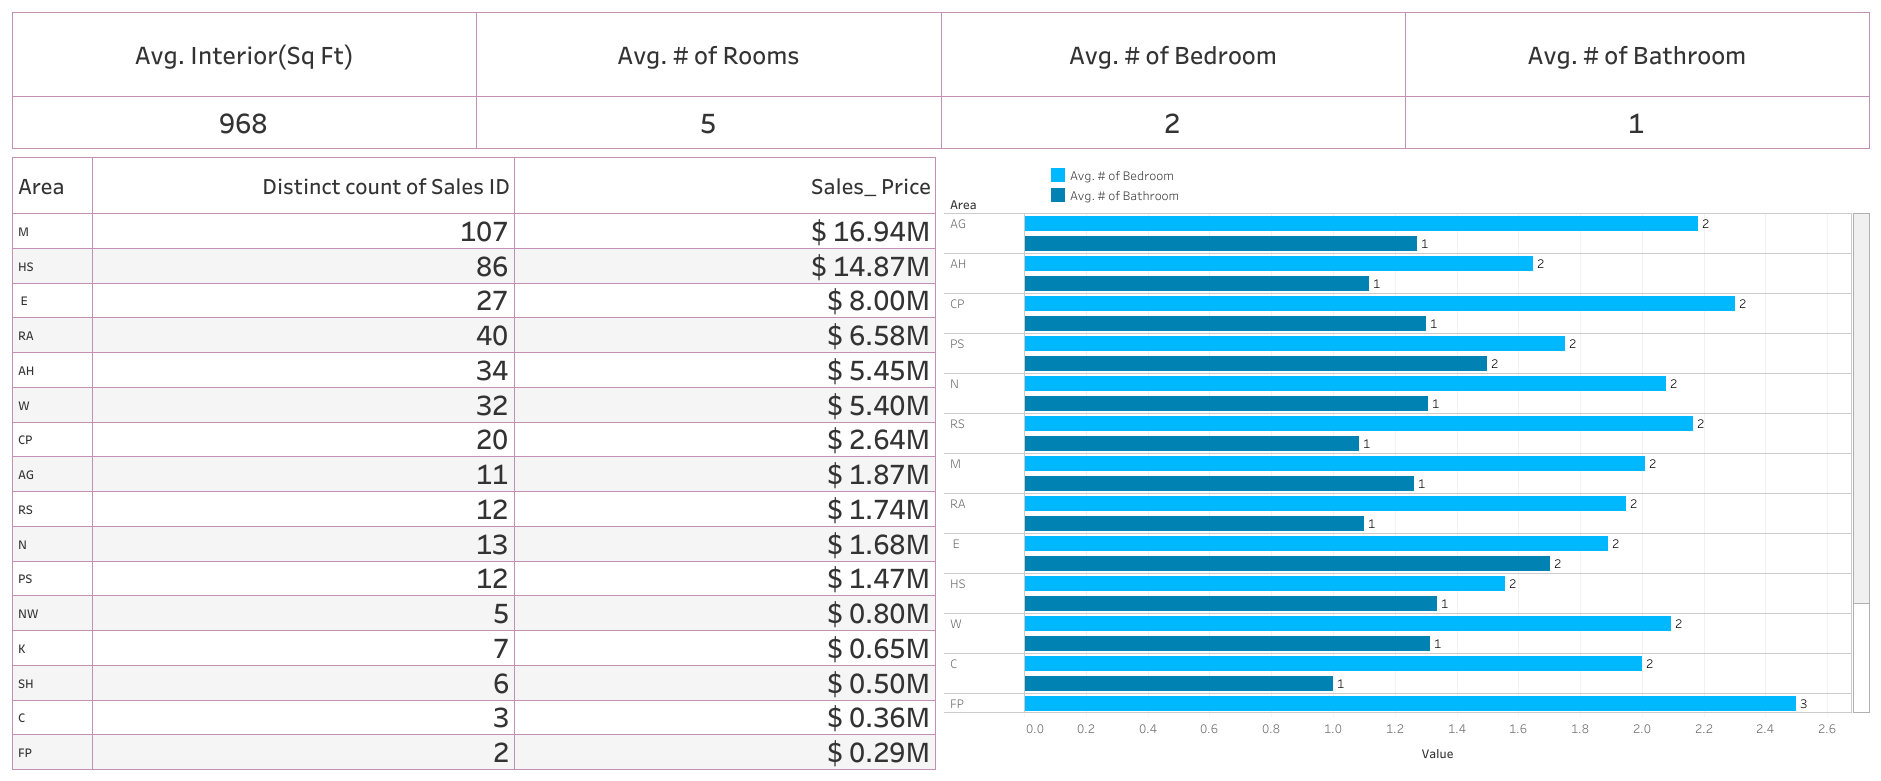 Avg. Interior(Sq Ft) Avg. # of Rooms Avg. # of Bedroom Avg. # of Bathroom
968 5 2 1
Area Distinct count of Sales ID Sales_ Price
M 107 $ 16.94M
HS 86 $ 14.87M
E 27 $ 8.00M
RA 40 $ 6.58M
AH 34 $ 5.45M
W 32 $ 5.40M
CP 20 $ 2.64M
AG 11 $ 1.87M
RS 12 $ 1.74M
N 13 $ 1.68M
PS 12 $ 1.47M
NW 5 $ 0.80M
K 7 $ 0.65M
SH 6 $ 0.50M
C 3 $ 0.36M
FP 2 $ 0.29M
Avg. # of Bedroom
Avg. # of Bathroom
Area
AG 2
1
AH 2
1
CP 2
1
PS 2
2
N 2
1
RS 2
1
M 2
1
RA 2
1
E 2
2
HS 2
1
W 2
1
C 2
1
FP 3
0.0 0.2 0.4 0.6 0.8 1.0 1.2 1.4 1.6 1.8 2.0 2.2 2.4 2.6
Value